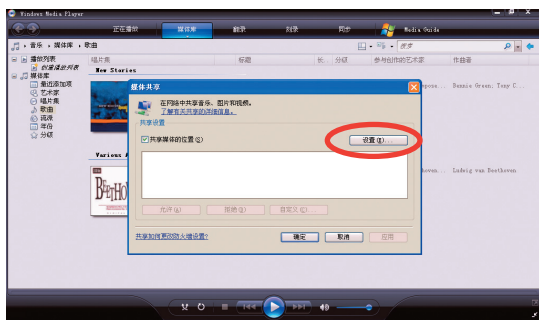 Windows Media Player
正在播放
媒体库
翻录
刻录
同步
Media Guide
音乐 ▸ 媒体库 ▸ 歌曲
搜索
播放列表
创建播放列表
媒体库
最近添加项
艺术家
唱片集
歌曲
流派
年份
分级
唱片集
标题
长
分级
参与创作的艺术家
作曲者
New Stories
Dennis Green; Tony C...
Various
Ludwig van Beethoven
媒体共享
在网络中共享音乐、图片和视频。
了解有关共享的详细信息。
共享设置
共享媒体的位置(S)
设置(T)...
允许(W)
拒绝(D)
自定义(C)...
共享如何更改防火墙设置?
确定
取消
应用